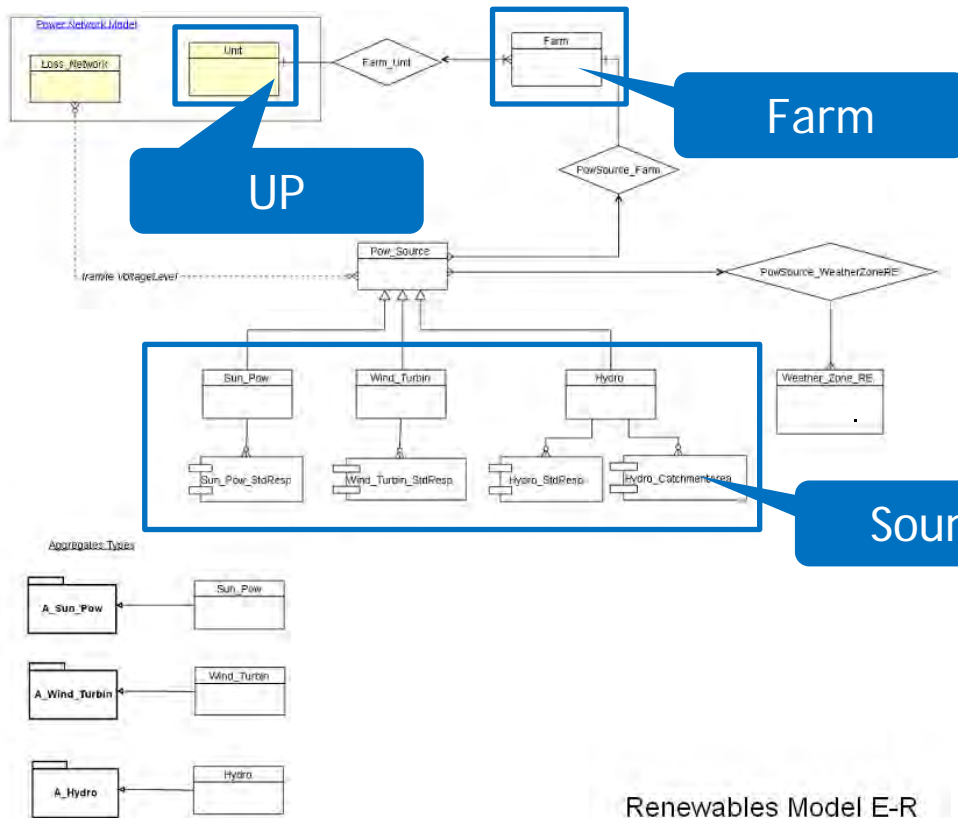 Power Network Model
Unit
Loss_Network
Farm_Unit
Farm
Farm
UP
PowSource_Farm
Pow_Source
tramite VoltageLevel
PowSource_WeatherZoneRE
Sun_Pow
Wind_Turbin
Hydro
Weather_Zone_RE
Sun_Pow_StdResp
Wind_Turbin_StdResp
Hydro_StdResp
Hydro_CatchmentArea
Sour
Aggregates Types
A_Sun_Pow
Sun_Pow
A_Wind_Turbin
Wind_Turbin
A_Hydro
Hydro
Renewables Model E-R